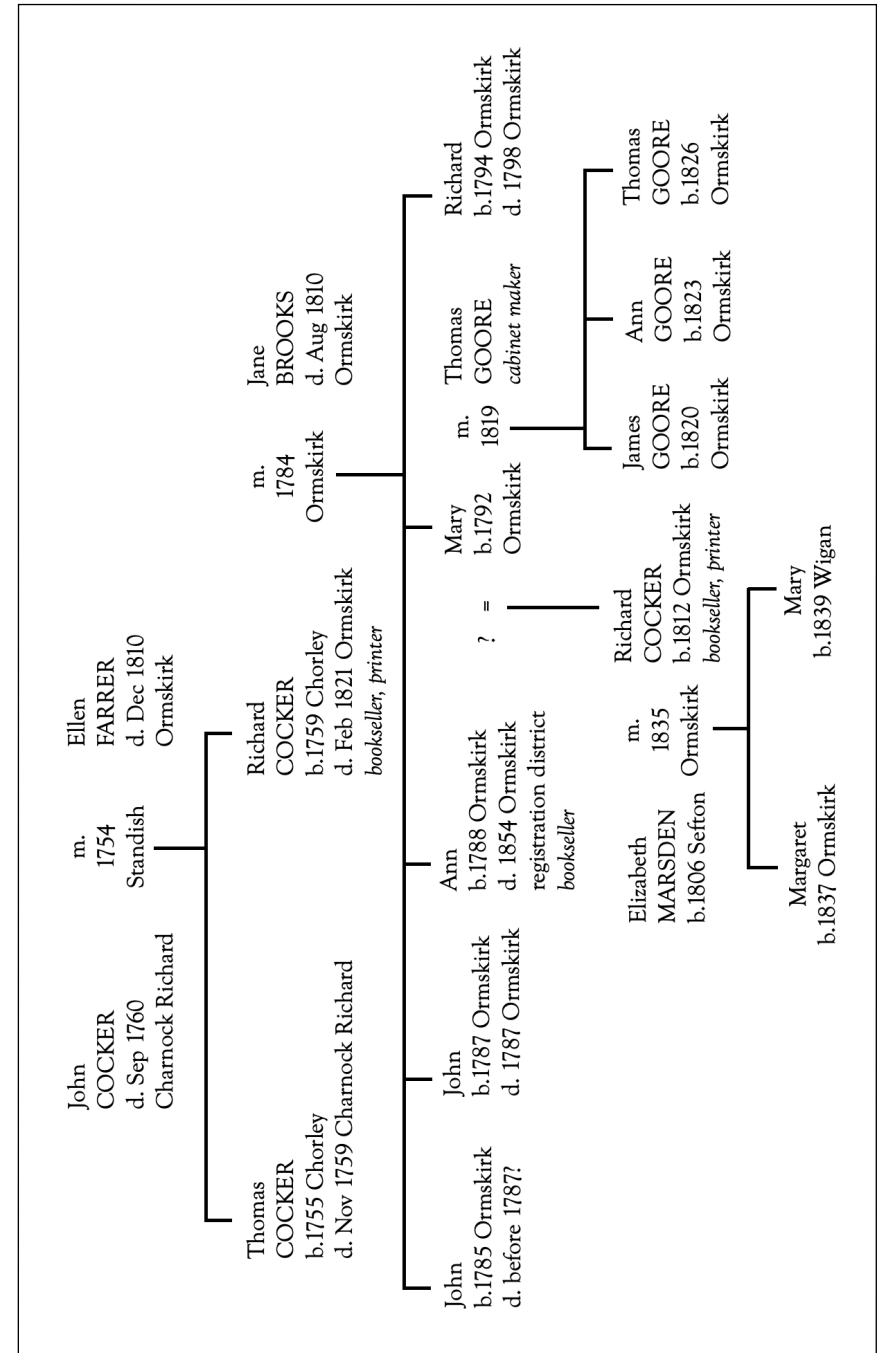 John
COCKER
d. Sep 1760
Charnock Richard
m.
1754
Standish
Ellen
FARRER
d. Dec 1810
Ormskirk
Thomas
COCKER
b.1755 Chorley
d. Nov 1759 Charnock Richard
Richard
COCKER
b.1759 Chorley
d. Feb 1821 Ormskirk
bookseller, printer
m.
1784
Ormskirk
Jane
BROOKS
d. Aug 1810
Ormskirk
John
b.1785 Ormskirk
d. before 1787?
John
b.1787 Ormskirk
d. 1787 Ormskirk
Ann
b.1788 Ormskirk
d. 1854 Ormskirk
registration district
bookseller
? =
Mary
b.1792
Ormskirk
m.
1819
Thomas
GOORE
cabinet maker
Richard
b.1794 Ormskirk
d. 1798 Ormskirk
Elizabeth
MARSDEN
b.1806 Sefton
m.
1835
Ormskirk
Richard
COCKER
b.1812 Ormskirk
bookseller, printer
James
GOORE
b.1820
Ormskirk
Ann
GOORE
b.1823
Ormskirk
Thomas
GOORE
b.1826
Ormskirk
Margaret
b.1837 Ormskirk
Mary
b.1839 Wigan